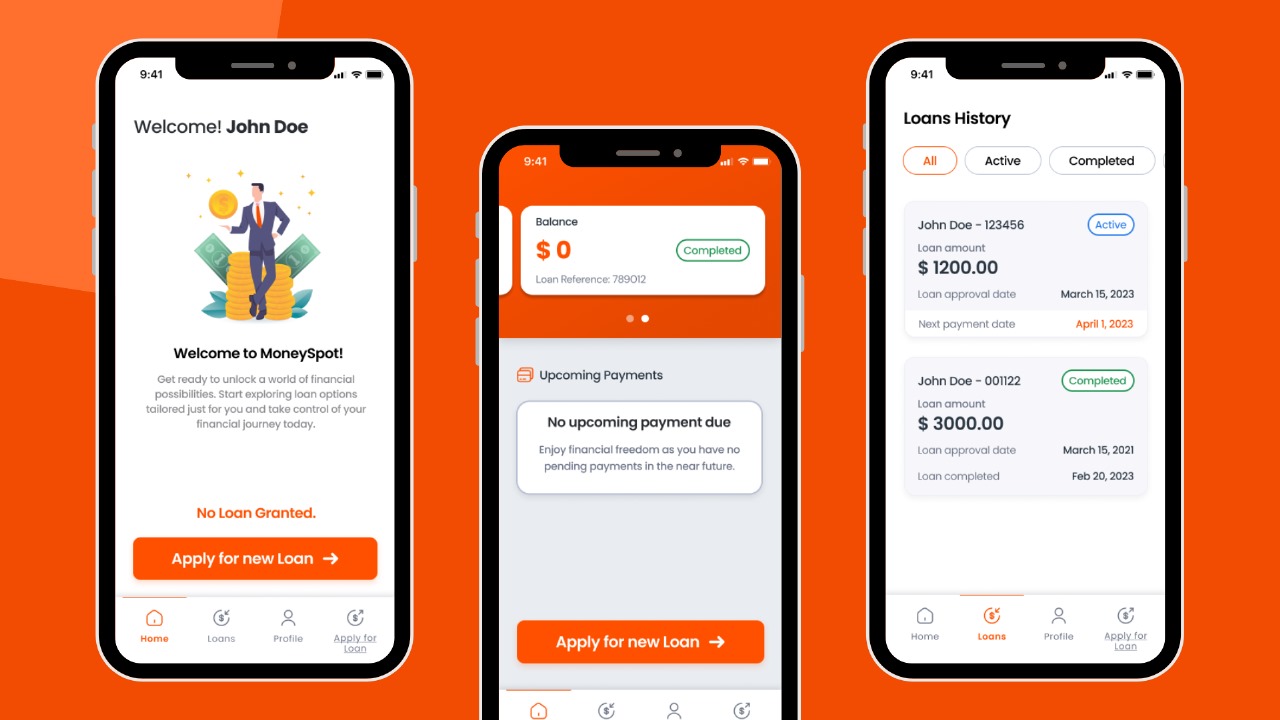 9:41
Welcome! John Doe
Welcome to MoneySpot!
Get ready to unlock a world of financial
possibilities. Start exploring loan options
tailored just for you and take control of your
financial journey today.
No Loan Granted.
Apply for new Loan
Home
Loans
Profile
Apply for
Loan
9:41
Balance
$ 0
Completed
Loan Reference: 789012
Upcoming Payments
No upcoming payment due
Enjoy financial freedom as you have no
pending payments in the near future.
Apply for new Loan
9:41
Loans History
All
Active
Completed
John Doe - 123456
Active
Loan amount
$ 1200.00
Loan approval date
March 15, 2023
Next payment date
April 1, 2023
John Doe - 001122
Completed
Loan amount
$ 3000.00
Loan approval date
March 15, 2021
Loan completed
Feb 20, 2023
Home
Loans
Profile
Apply for
Loan